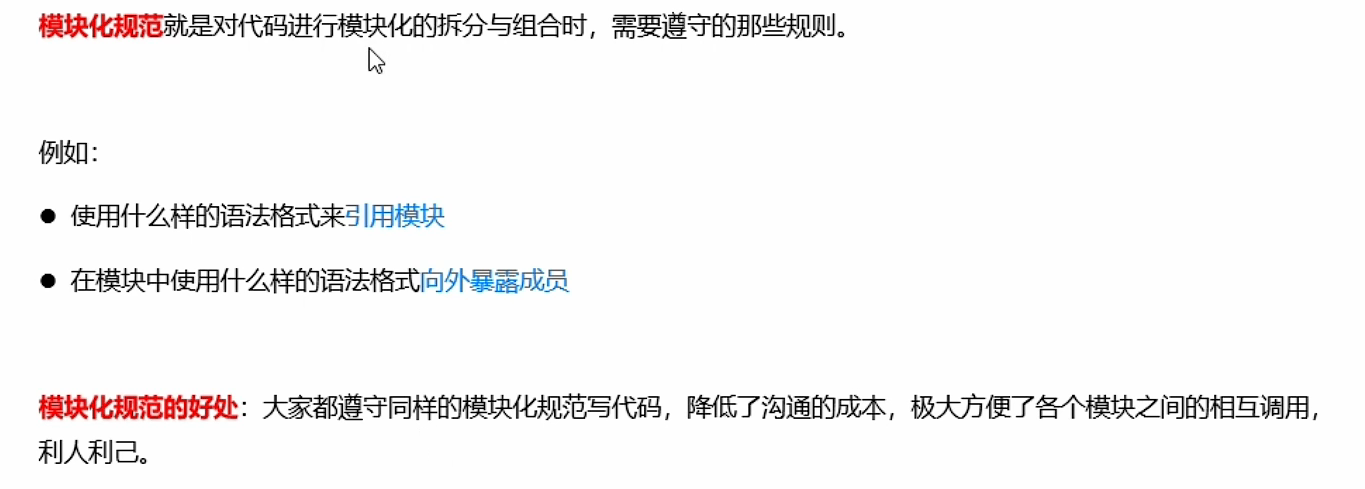 模块化规范就是对代码进行模块化的拆分与组合时，需要遵守的那些规则。
例如：
● 使用什么样的语法格式来引用模块
● 在模块中使用什么样的语法格式向外暴露成员
模块化规范的好处：大家都遵守同样的模块化规范写代码，降低了沟通的成本，极大方便了各个模块之间的相互调用，
利人利己。